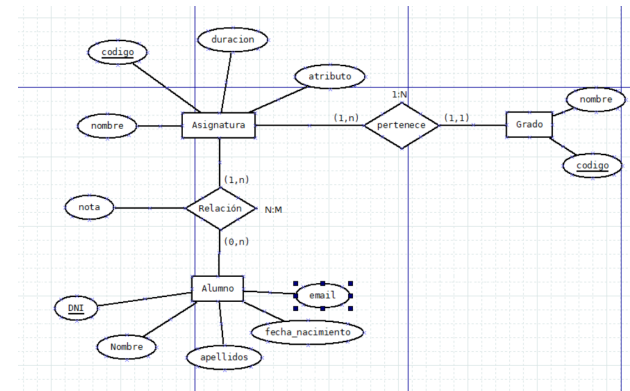 duracion
codigo
atributo
1:N
nombre
nombre
Asignatura
(1,n)
pertenece
(1,1)
Grado
codigo
(1,n)
nota
Relación
N:M
(0,n)
Alumno
email
DNI
fecha_nacimiento
Nombre
apellidos